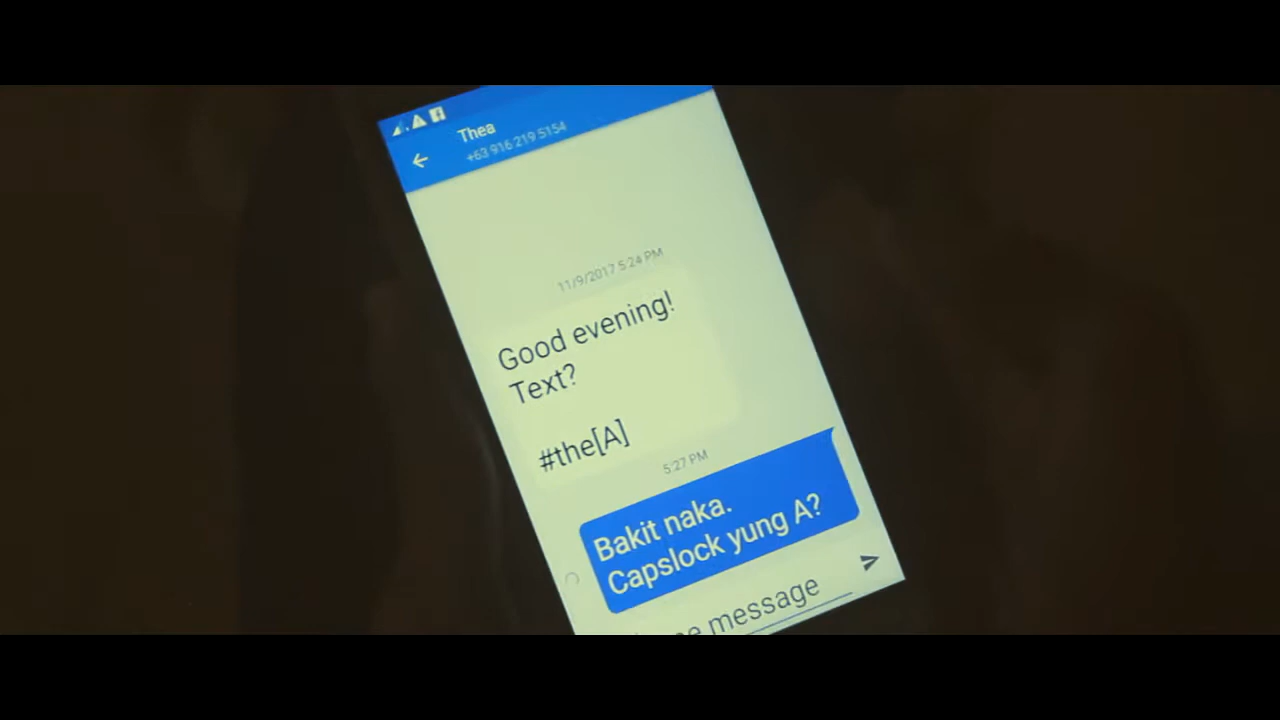 Thea
+63 916 219 5154
11/9/2017 5:24 PM
Good evening!
Text?
#the[A]
5:27 PM
Bakit naka.
Capslock yung A?
message